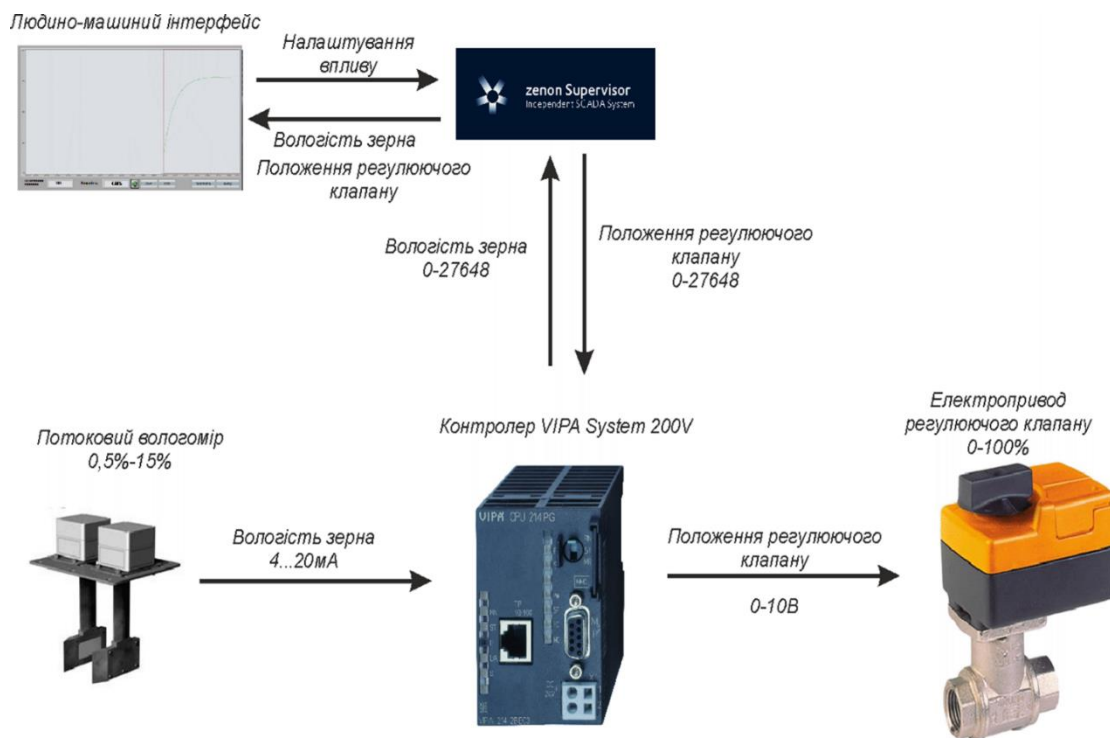 Людино-машиний інтерфейс
Налаштування
впливу
zenon Supervisor
Independent SCADA System
Вологість зерна
Положення регулюючого
клапану
Вологість зерна
0-27648
Положення регулюючого
клапану
0-27648
Потоковий вологомір
0,5%-15%
Контролер VIPA System 200V
Електропривод
регулюючого клапану
0-100%
Вологість зерна
4...20мА
VIPA CPU 214PG
Положення регулюючого
клапану
0-10В